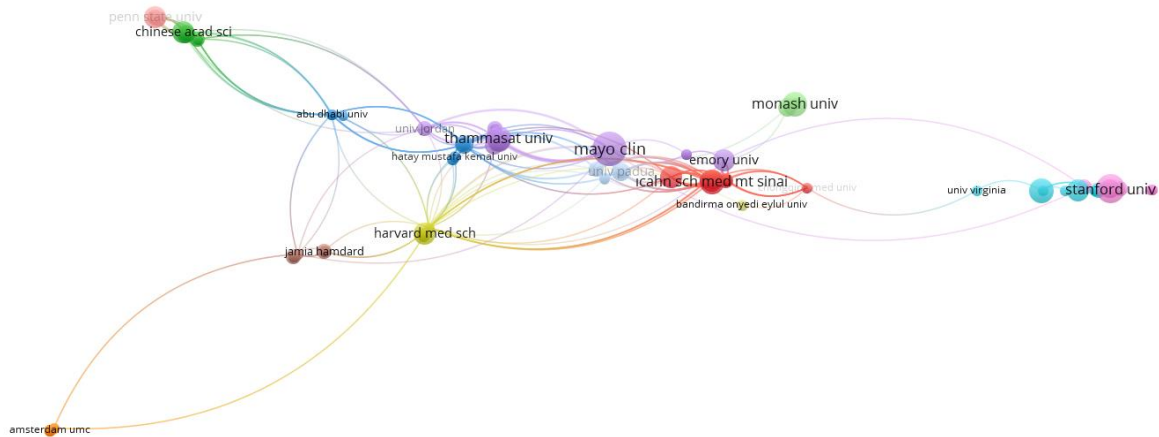 penn state univ
chinese acad sci
monash univ
abu dhabi univ
univ jordan
thammasat univ
mayo clin
hatay mustafa kemal univ
emory univ
univ padua
icahn sch med mt sinai
med univ
univ virginia
stanford univ
bandirma onyedi eylul univ
harvard med sch
jamia hamdard
amsterdam umc